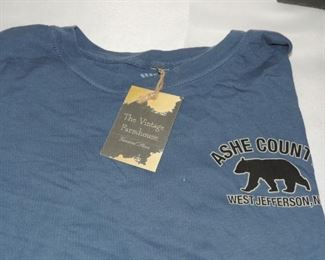 The Vintage
Farmhouse
ASHE COUNT
WEST JEFFERSON, N